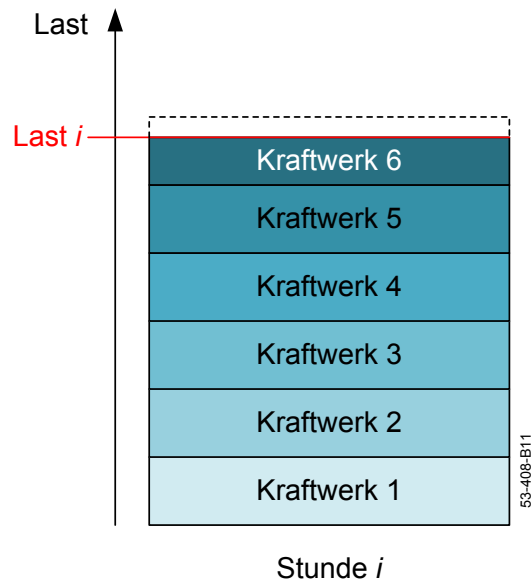 Last
Last i
Kraftwerk 6
Kraftwerk 5
Kraftwerk 4
Kraftwerk 3
Kraftwerk 2
Kraftwerk 1
53-408-B11
Stunde i